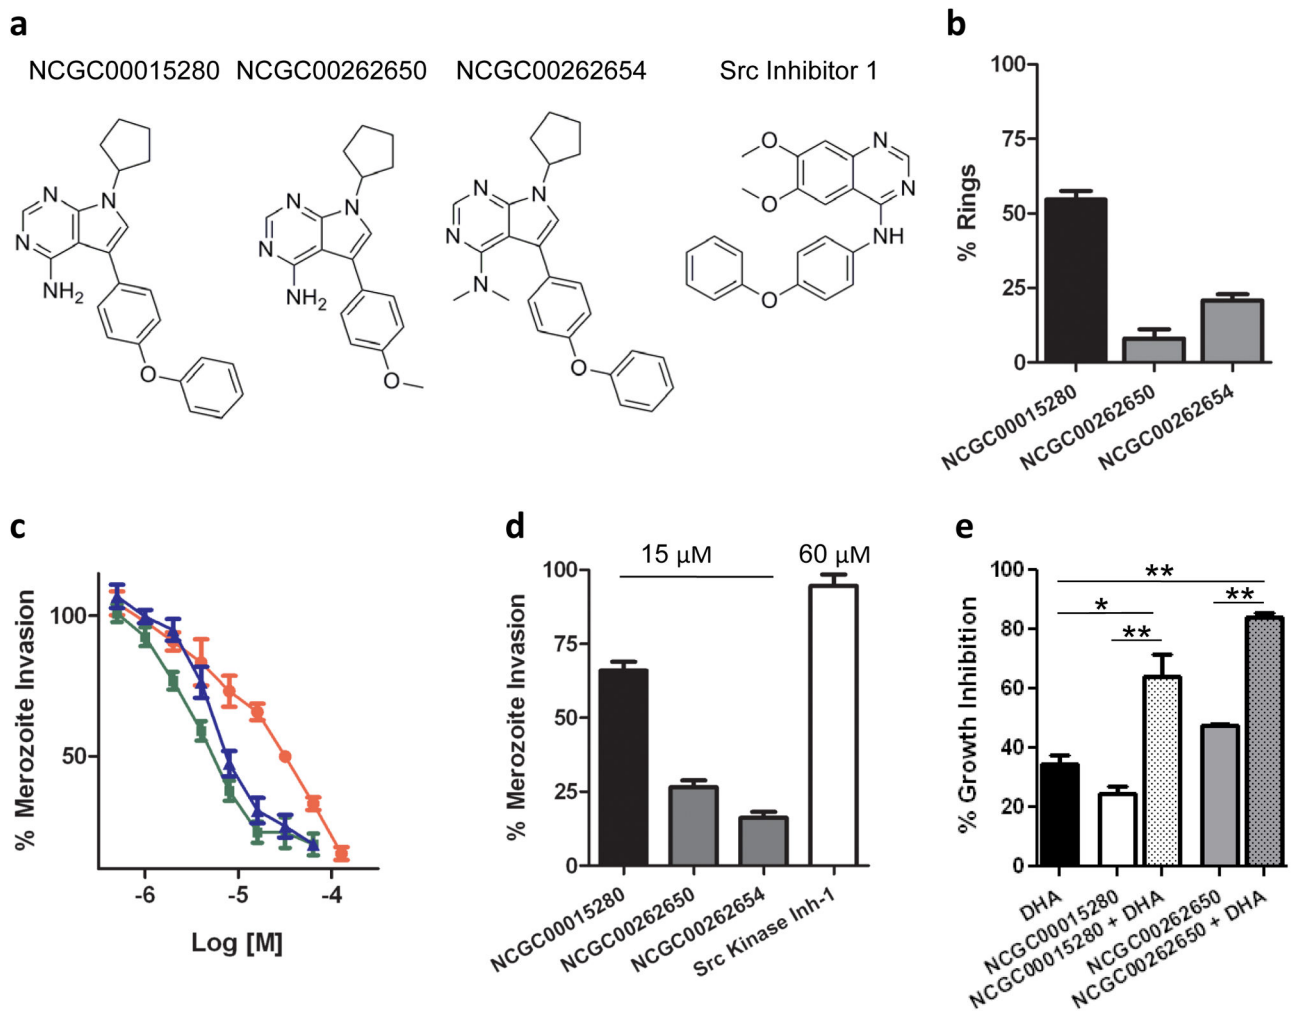 a
NCGC00015280 NCGC00262650 NCGC00262654 Src Inhibitor 1
N
N
N
NH2
O
N
N
N
NH2
O
N
N
N
N
O
O
O
N
N
NH
O
b
% Rings
100
75
50
25
0
NCGC00015280
NCGC00262650
NCGC00262654
c
% Merozoite Invasion
100
50
-6 -5 -4
Log [M]
d
15 µM 60 µM
% Merozoite Invasion
100
75
50
25
0
NCGC00015280
NCGC00262650
NCGC00262654
Src Kinase Inh-1
e
% Growth Inhibition
100
80
60
40
20
0
**
*
**
**
DHA
NCGC00015280
NCGC00015280 + DHA
NCGC00262650
NCGC00262650 + DHA